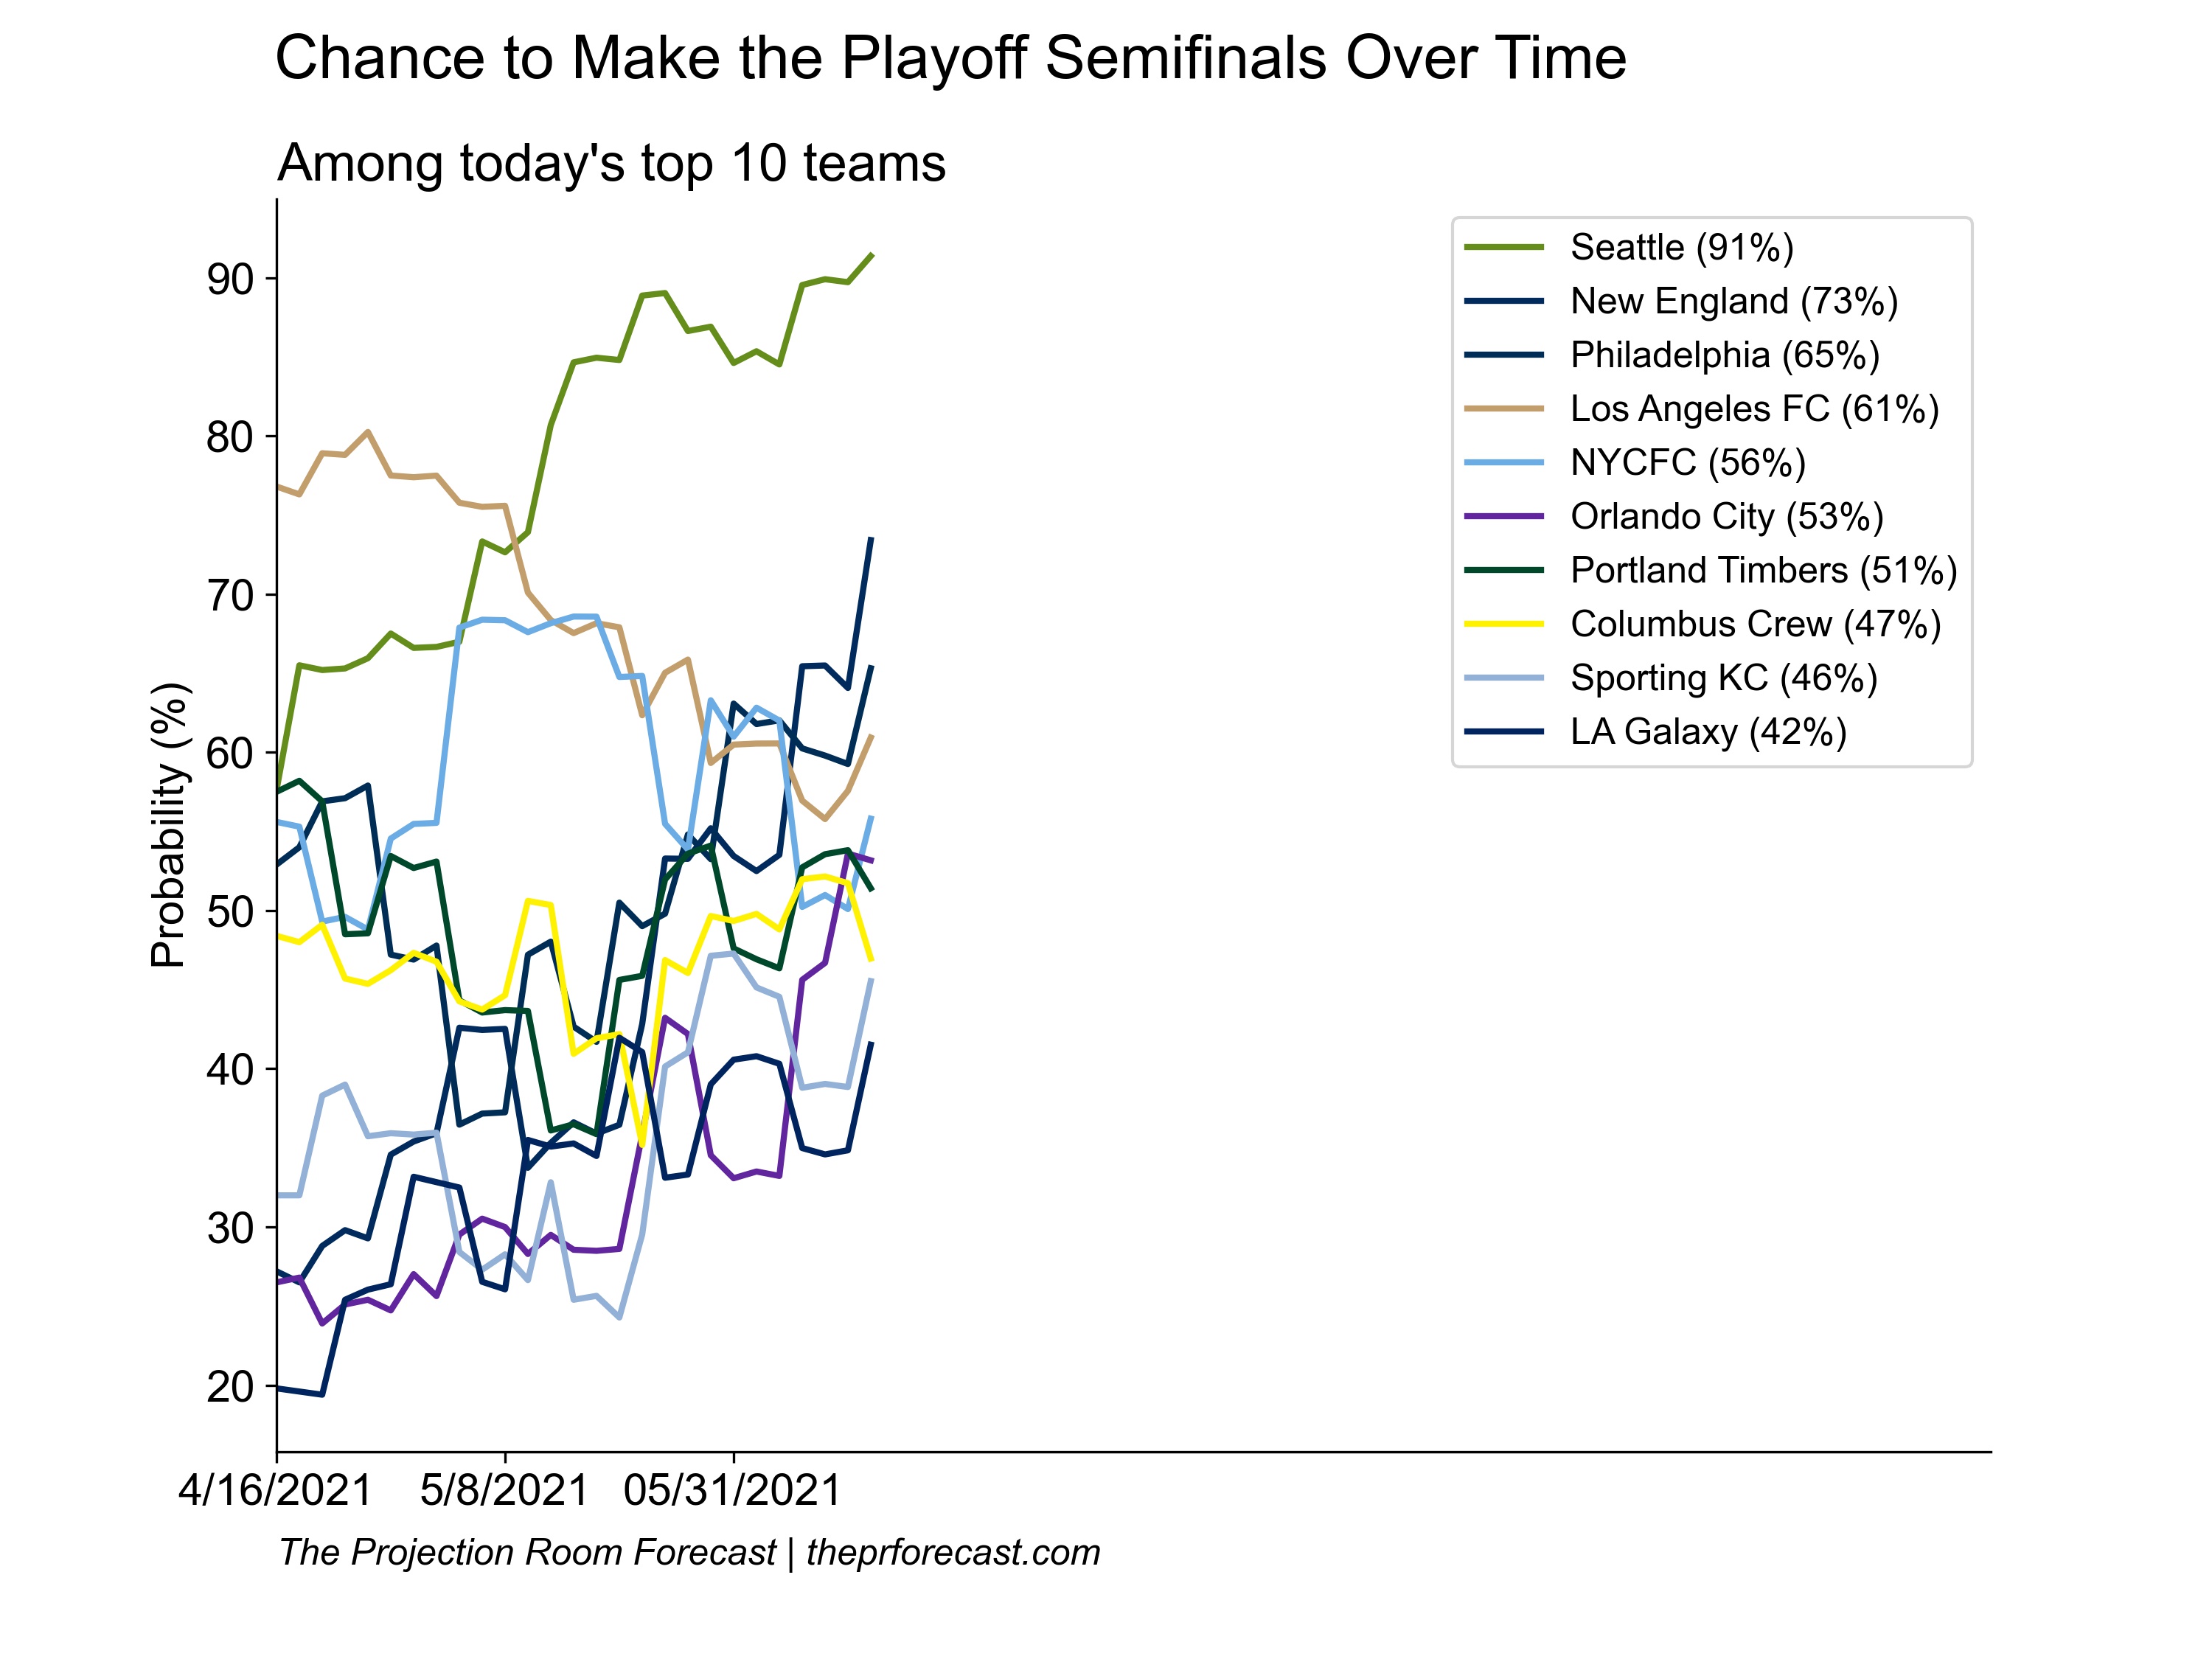 Chance to Make the Playoff Semifinals Over Time
Among today's top 10 teams
Probability (%)
90
80
70
60
50
40
30
20
4/16/2021
5/8/2021
05/31/2021
Seattle (91%)
New England (73%)
Philadelphia (65%)
Los Angeles FC (61%)
NYCFC (56%)
Orlando City (53%)
Portland Timbers (51%)
Columbus Crew (47%)
Sporting KC (46%)
LA Galaxy (42%)
The Projection Room Forecast | theprforecast.com